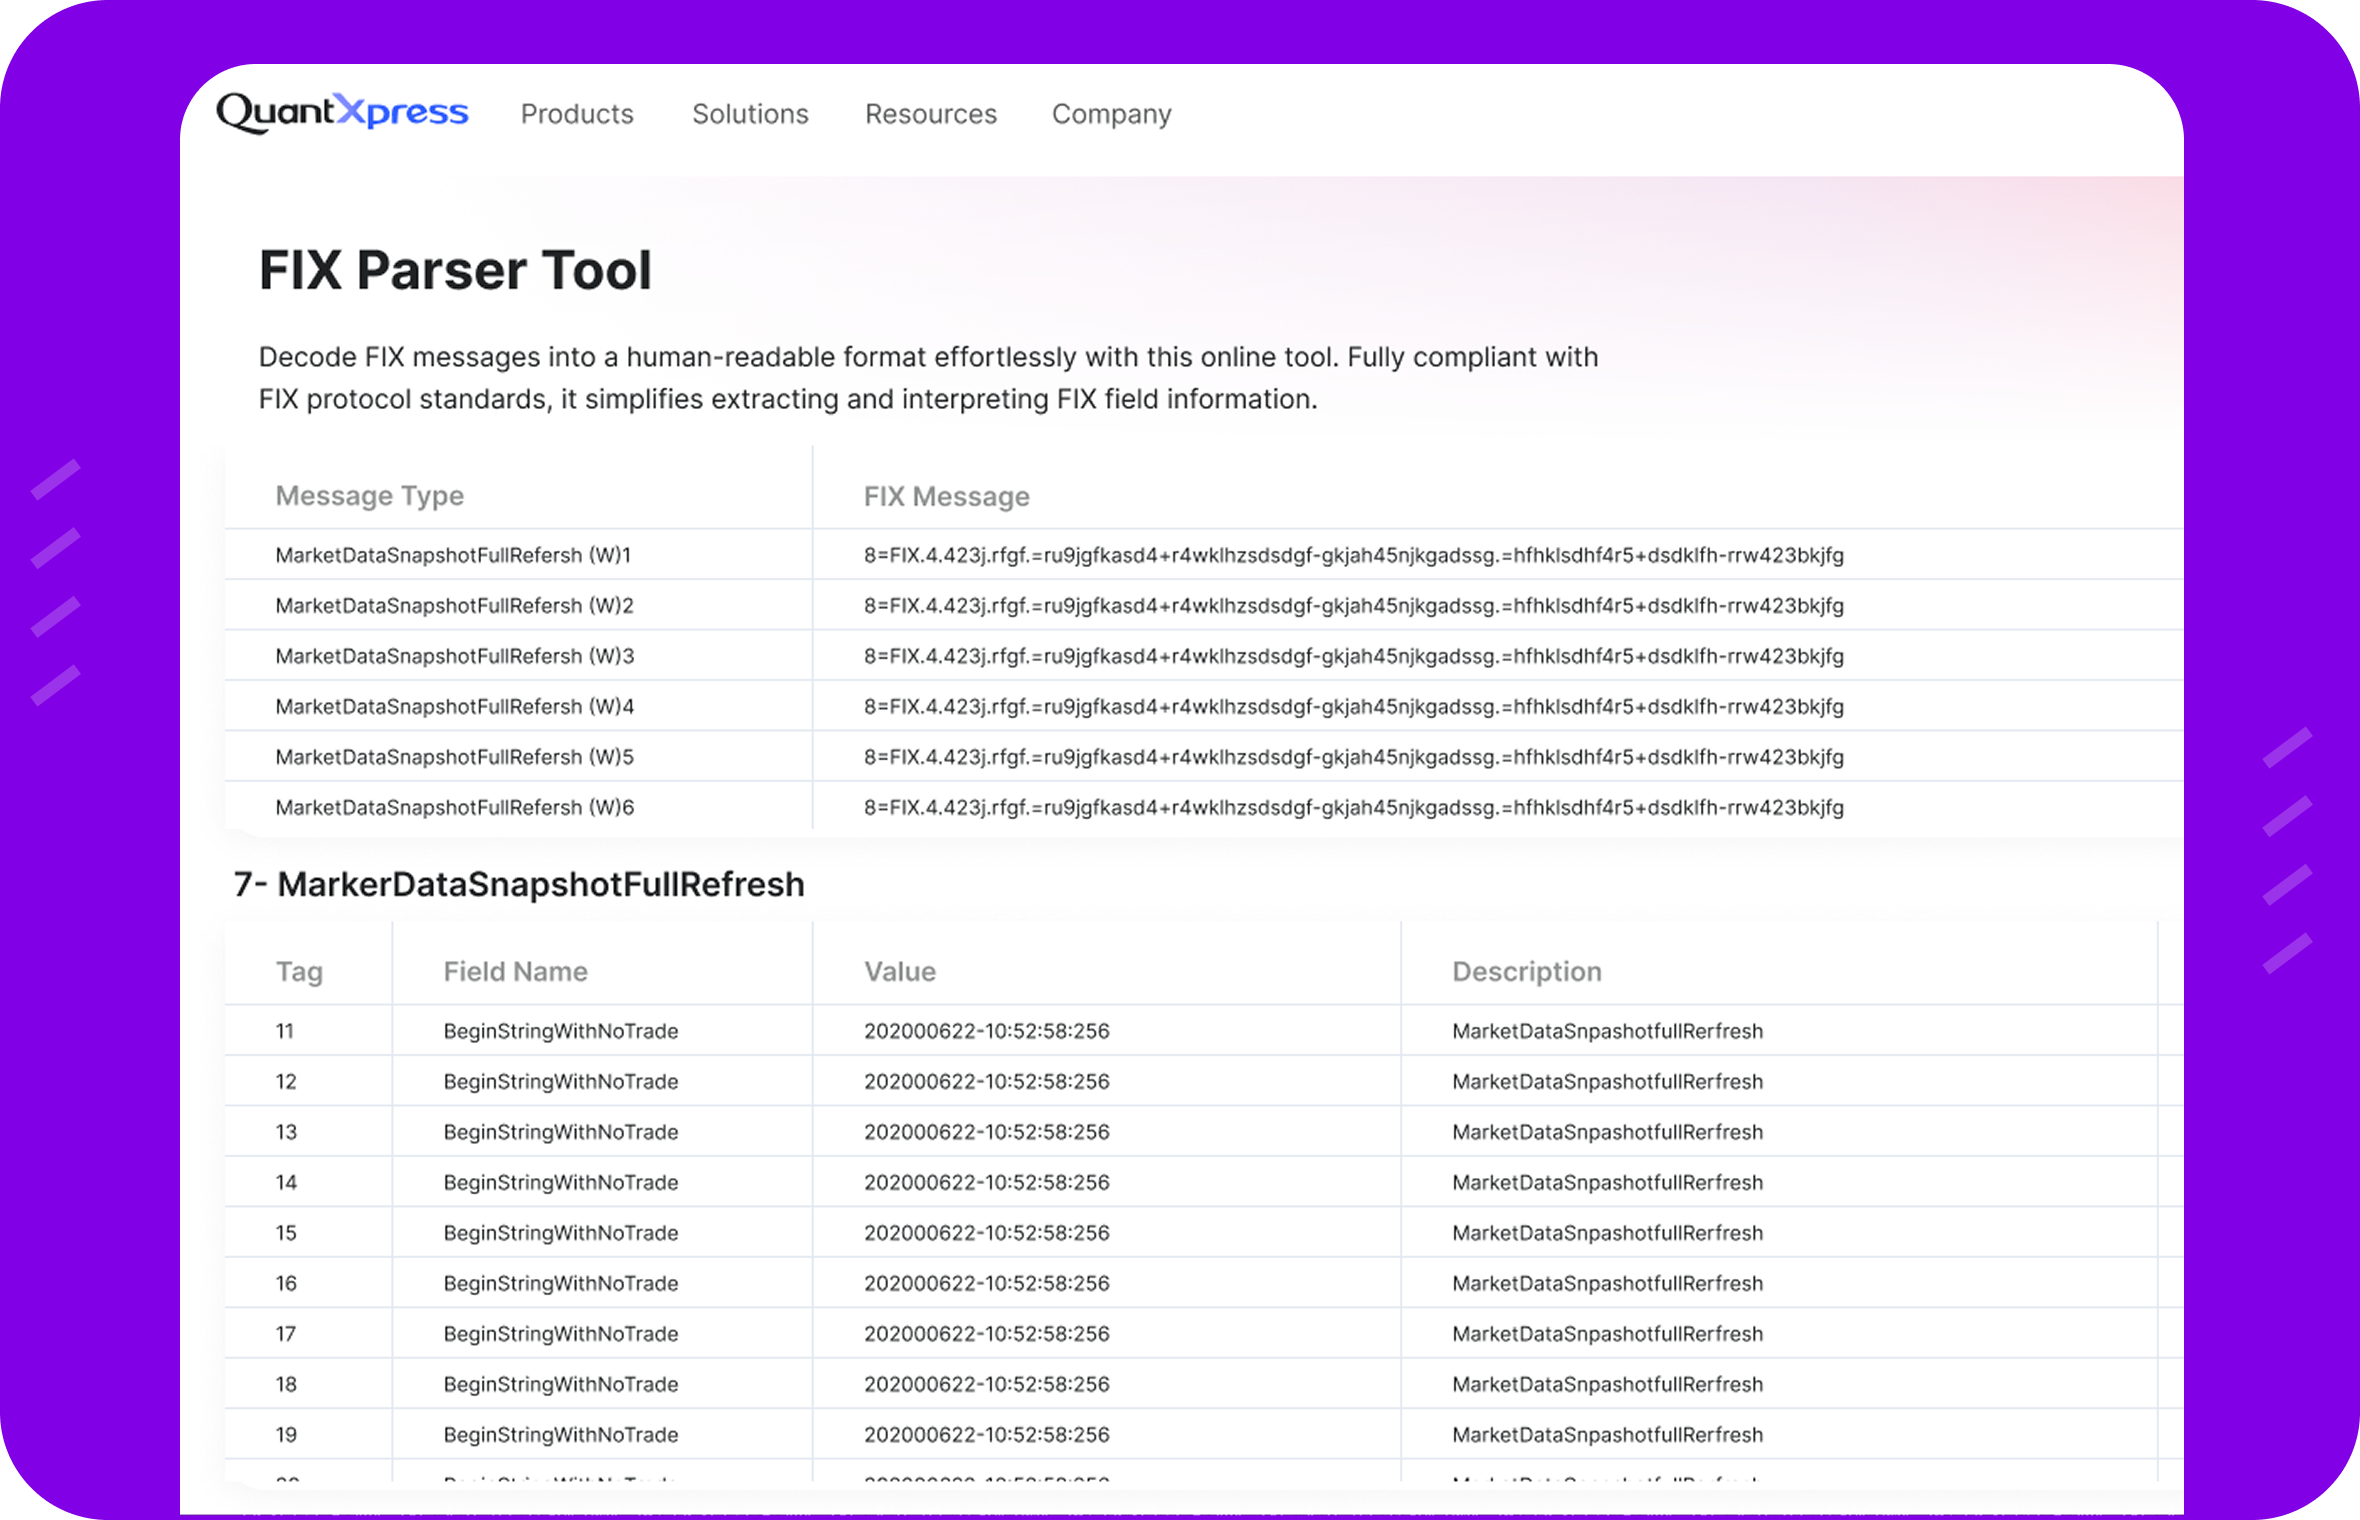 QuantXpress Products Solutions Resources Company
FIX Parser Tool
Decode FIX messages into a human-readable format effortlessly with this online tool. Fully compliant with
FIX protocol standards, it simplifies extracting and interpreting FIX field information.
Message Type FIX Message
MarketDataSnapshotFullRefersh (W)1 8=FIX.4.423j.rfgf.=ru9jgfkasd4+r4wklhzsdsdgf-gkjah45njkgadssg.=hfhklsdhf4r5+dsdklfh-rrw423bkjfg
MarketDataSnapshotFullRefersh (W)2 8=FIX.4.423j.rfgf.=ru9jgfkasd4+r4wklhzsdsdgf-gkjah45njkgadssg.=hfhklsdhf4r5+dsdklfh-rrw423bkjfg
MarketDataSnapshotFullRefersh (W)3 8=FIX.4.423j.rfgf.=ru9jgfkasd4+r4wklhzsdsdgf-gkjah45njkgadssg.=hfhklsdhf4r5+dsdklfh-rrw423bkjfg
MarketDataSnapshotFullRefersh (W)4 8=FIX.4.423j.rfgf.=ru9jgfkasd4+r4wklhzsdsdgf-gkjah45njkgadssg.=hfhklsdhf4r5+dsdklfh-rrw423bkjfg
MarketDataSnapshotFullRefersh (W)5 8=FIX.4.423j.rfgf.=ru9jgfkasd4+r4wklhzsdsdgf-gkjah45njkgadssg.=hfhklsdhf4r5+dsdklfh-rrw423bkjfg
MarketDataSnapshotFullRefersh (W)6 8=FIX.4.423j.rfgf.=ru9jgfkasd4+r4wklhzsdsdgf-gkjah45njkgadssg.=hfhklsdhf4r5+dsdklfh-rrw423bkjfg
7- MarkerDataSnapshotFullRefresh
Tag Field Name Value Description
11 BeginStringWithNoTrade 202000622-10:52:58:256 MarketDataSnpashotfullRerfresh
12 BeginStringWithNoTrade 202000622-10:52:58:256 MarketDataSnpashotfullRerfresh
13 BeginStringWithNoTrade 202000622-10:52:58:256 MarketDataSnpashotfullRerfresh
14 BeginStringWithNoTrade 202000622-10:52:58:256 MarketDataSnpashotfullRerfresh
15 BeginStringWithNoTrade 202000622-10:52:58:256 MarketDataSnpashotfullRerfresh
16 BeginStringWithNoTrade 202000622-10:52:58:256 MarketDataSnpashotfullRerfresh
17 BeginStringWithNoTrade 202000622-10:52:58:256 MarketDataSnpashotfullRerfresh
18 BeginStringWithNoTrade 202000622-10:52:58:256 MarketDataSnpashotfullRerfresh
19 BeginStringWithNoTrade 202000622-10:52:58:256 MarketDataSnpashotfullRerfresh